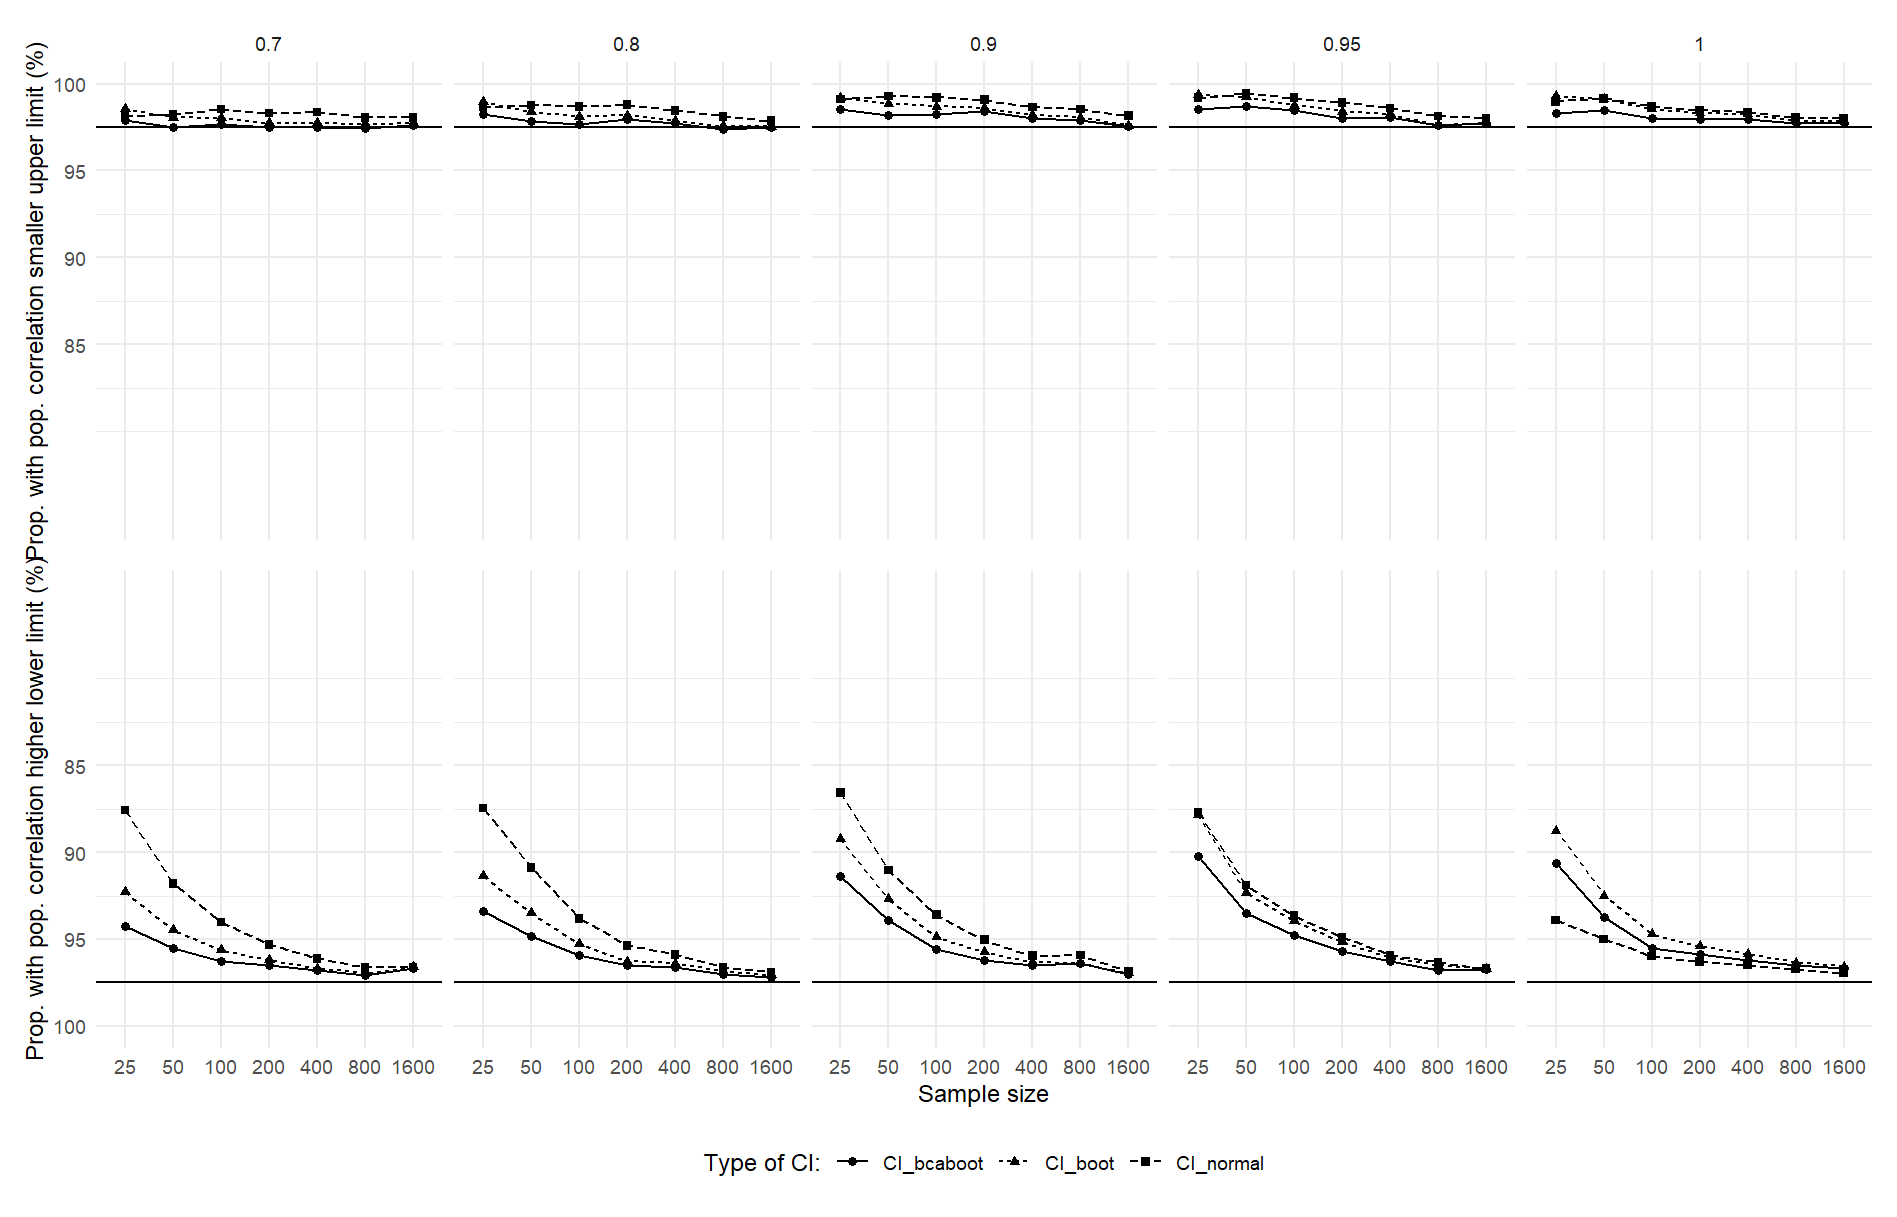 0.7 0.8 0.9 0.95 1
Prop. with pop. correlation smaller upper limit (%)
100
95
90
85
Prop. with pop. correlation higher lower limit (%)
85
90
95
100
25 50 100 200 400 800 1600 25 50 100 200 400 800 1600 25 50 100 200 400 800 1600 25 50 100 200 400 800 1600 25 50 100 200 400 800 1600
Sample size
Type of CI: CI_bcaboot CI_boot CI_normal